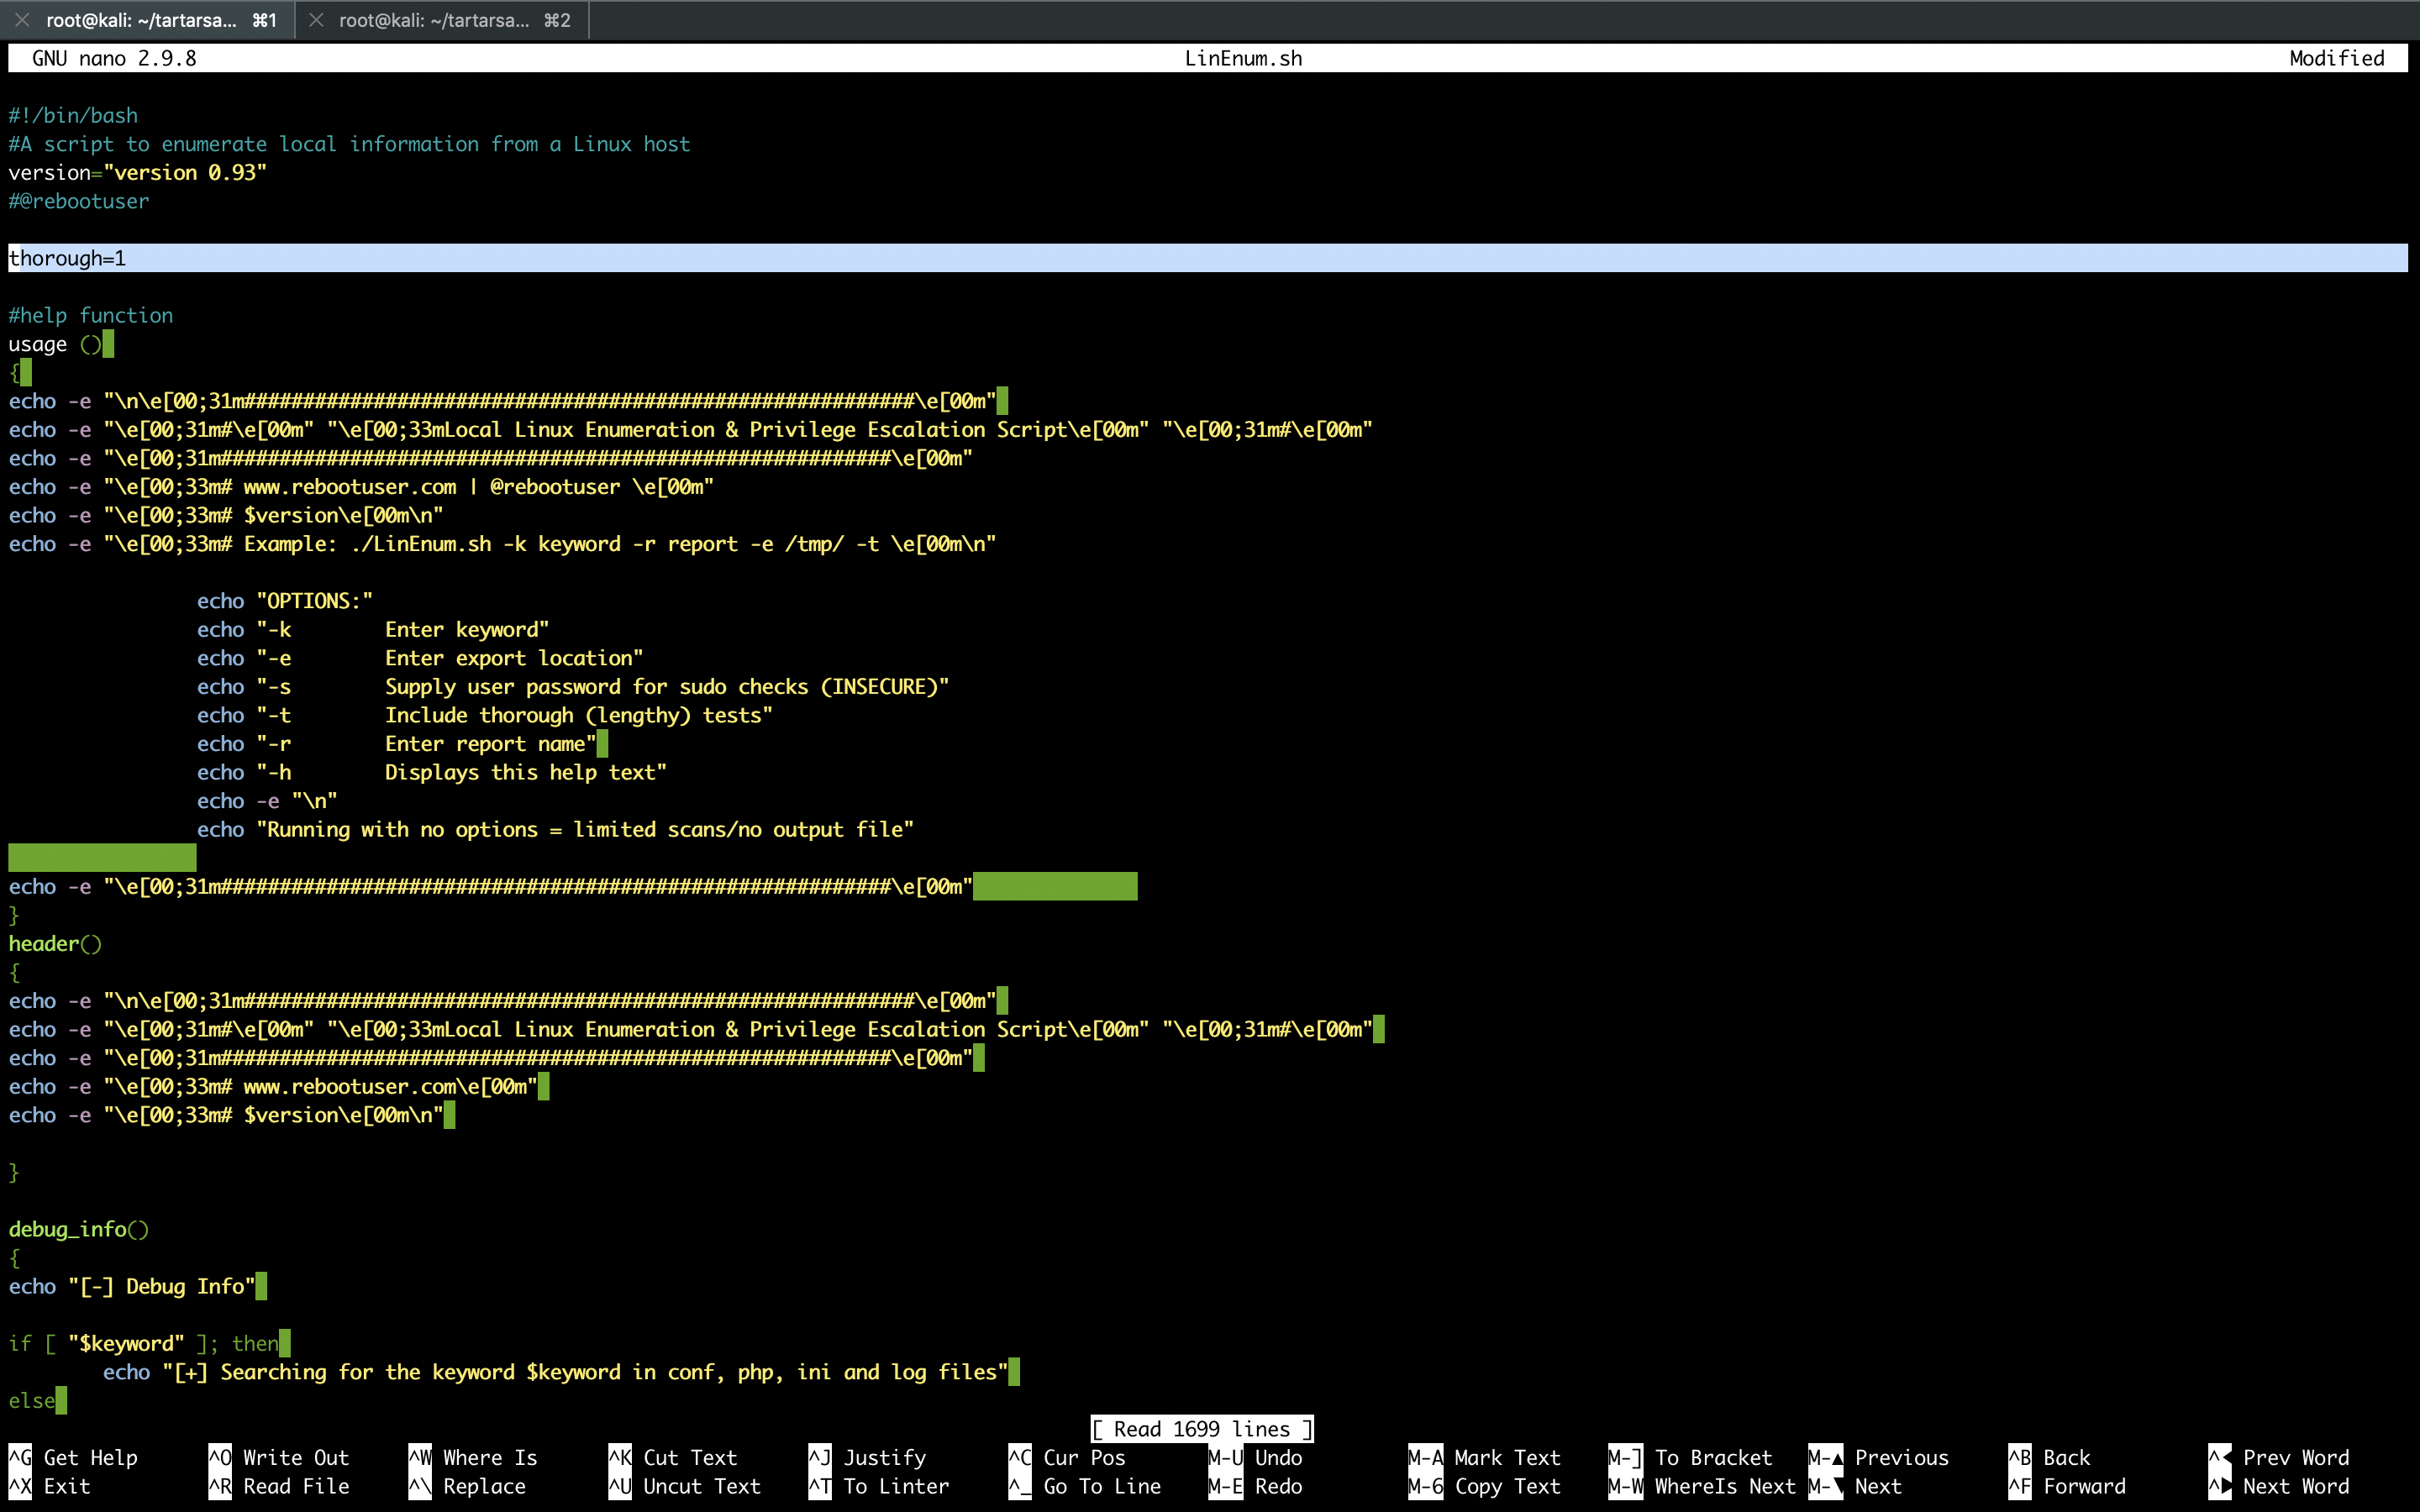 root@kali: ~/tartarsa... ⌘1 root@kali: ~/tartarsa... ⌘2
GNU nano 2.9.8 LinEnum.sh Modified
#!/bin/bash
#A script to enumerate local information from a Linux host
version="version 0.93"
#@rebootuser
thorough=1
#help function
usage ()
{
echo -e "\n\e[00;31m#########################################################\e[00m"
echo -e "\e[00;31m#\e[00m" "\e[00;33mLocal Linux Enumeration & Privilege Escalation Script\e[00m" "\e[00;31m#\e[00m"
echo -e "\e[00;31m#########################################################\e[00m"
echo -e "\e[00;33m# www.rebootuser.com | @rebootuser \e[00m"
echo -e "\e[00;33m# $version\e[00m\n"
echo -e "\e[00;33m# Example: ./LinEnum.sh -k keyword -r report -e /tmp/ -t \e[00m\n"
echo "OPTIONS:"
echo "-k        Enter keyword"
echo "-e        Enter export location"
echo "-s        Supply user password for sudo checks (INSECURE)"
echo "-t        Include thorough (lengthy) tests"
echo "-r        Enter report name"
echo "-h        Displays this help text"
echo -e "\n"
echo "Running with no options = limited scans/no output file"
echo -e "\e[00;31m#########################################################\e[00m"
}
header()
{
echo -e "\n\e[00;31m#########################################################\e[00m"
echo -e "\e[00;31m#\e[00m" "\e[00;33mLocal Linux Enumeration & Privilege Escalation Script\e[00m" "\e[00;31m#\e[00m"
echo -e "\e[00;31m#########################################################\e[00m"
echo -e "\e[00;33m# www.rebootuser.com\e[00m"
echo -e "\e[00;33m# $version\e[00m\n"
}
debug_info()
{
echo "[-] Debug Info"
if [ "$keyword" ]; then
echo "[+] Searching for the keyword $keyword in conf, php, ini and log files"
else
[ Read 1699 lines ]
^G Get Help ^O Write Out ^W Where Is ^K Cut Text ^J Justify ^C Cur Pos M-U Undo M-A Mark Text M-] To Bracket M-▲ Previous ^B Back ^◀ Prev Word
^X Exit ^R Read File ^\ Replace ^U Uncut Text ^T To Linter ^_ Go To Line M-E Redo M-6 Copy Text M-W WhereIs Next M-▼ Next ^F Forward ^▶ Next Word